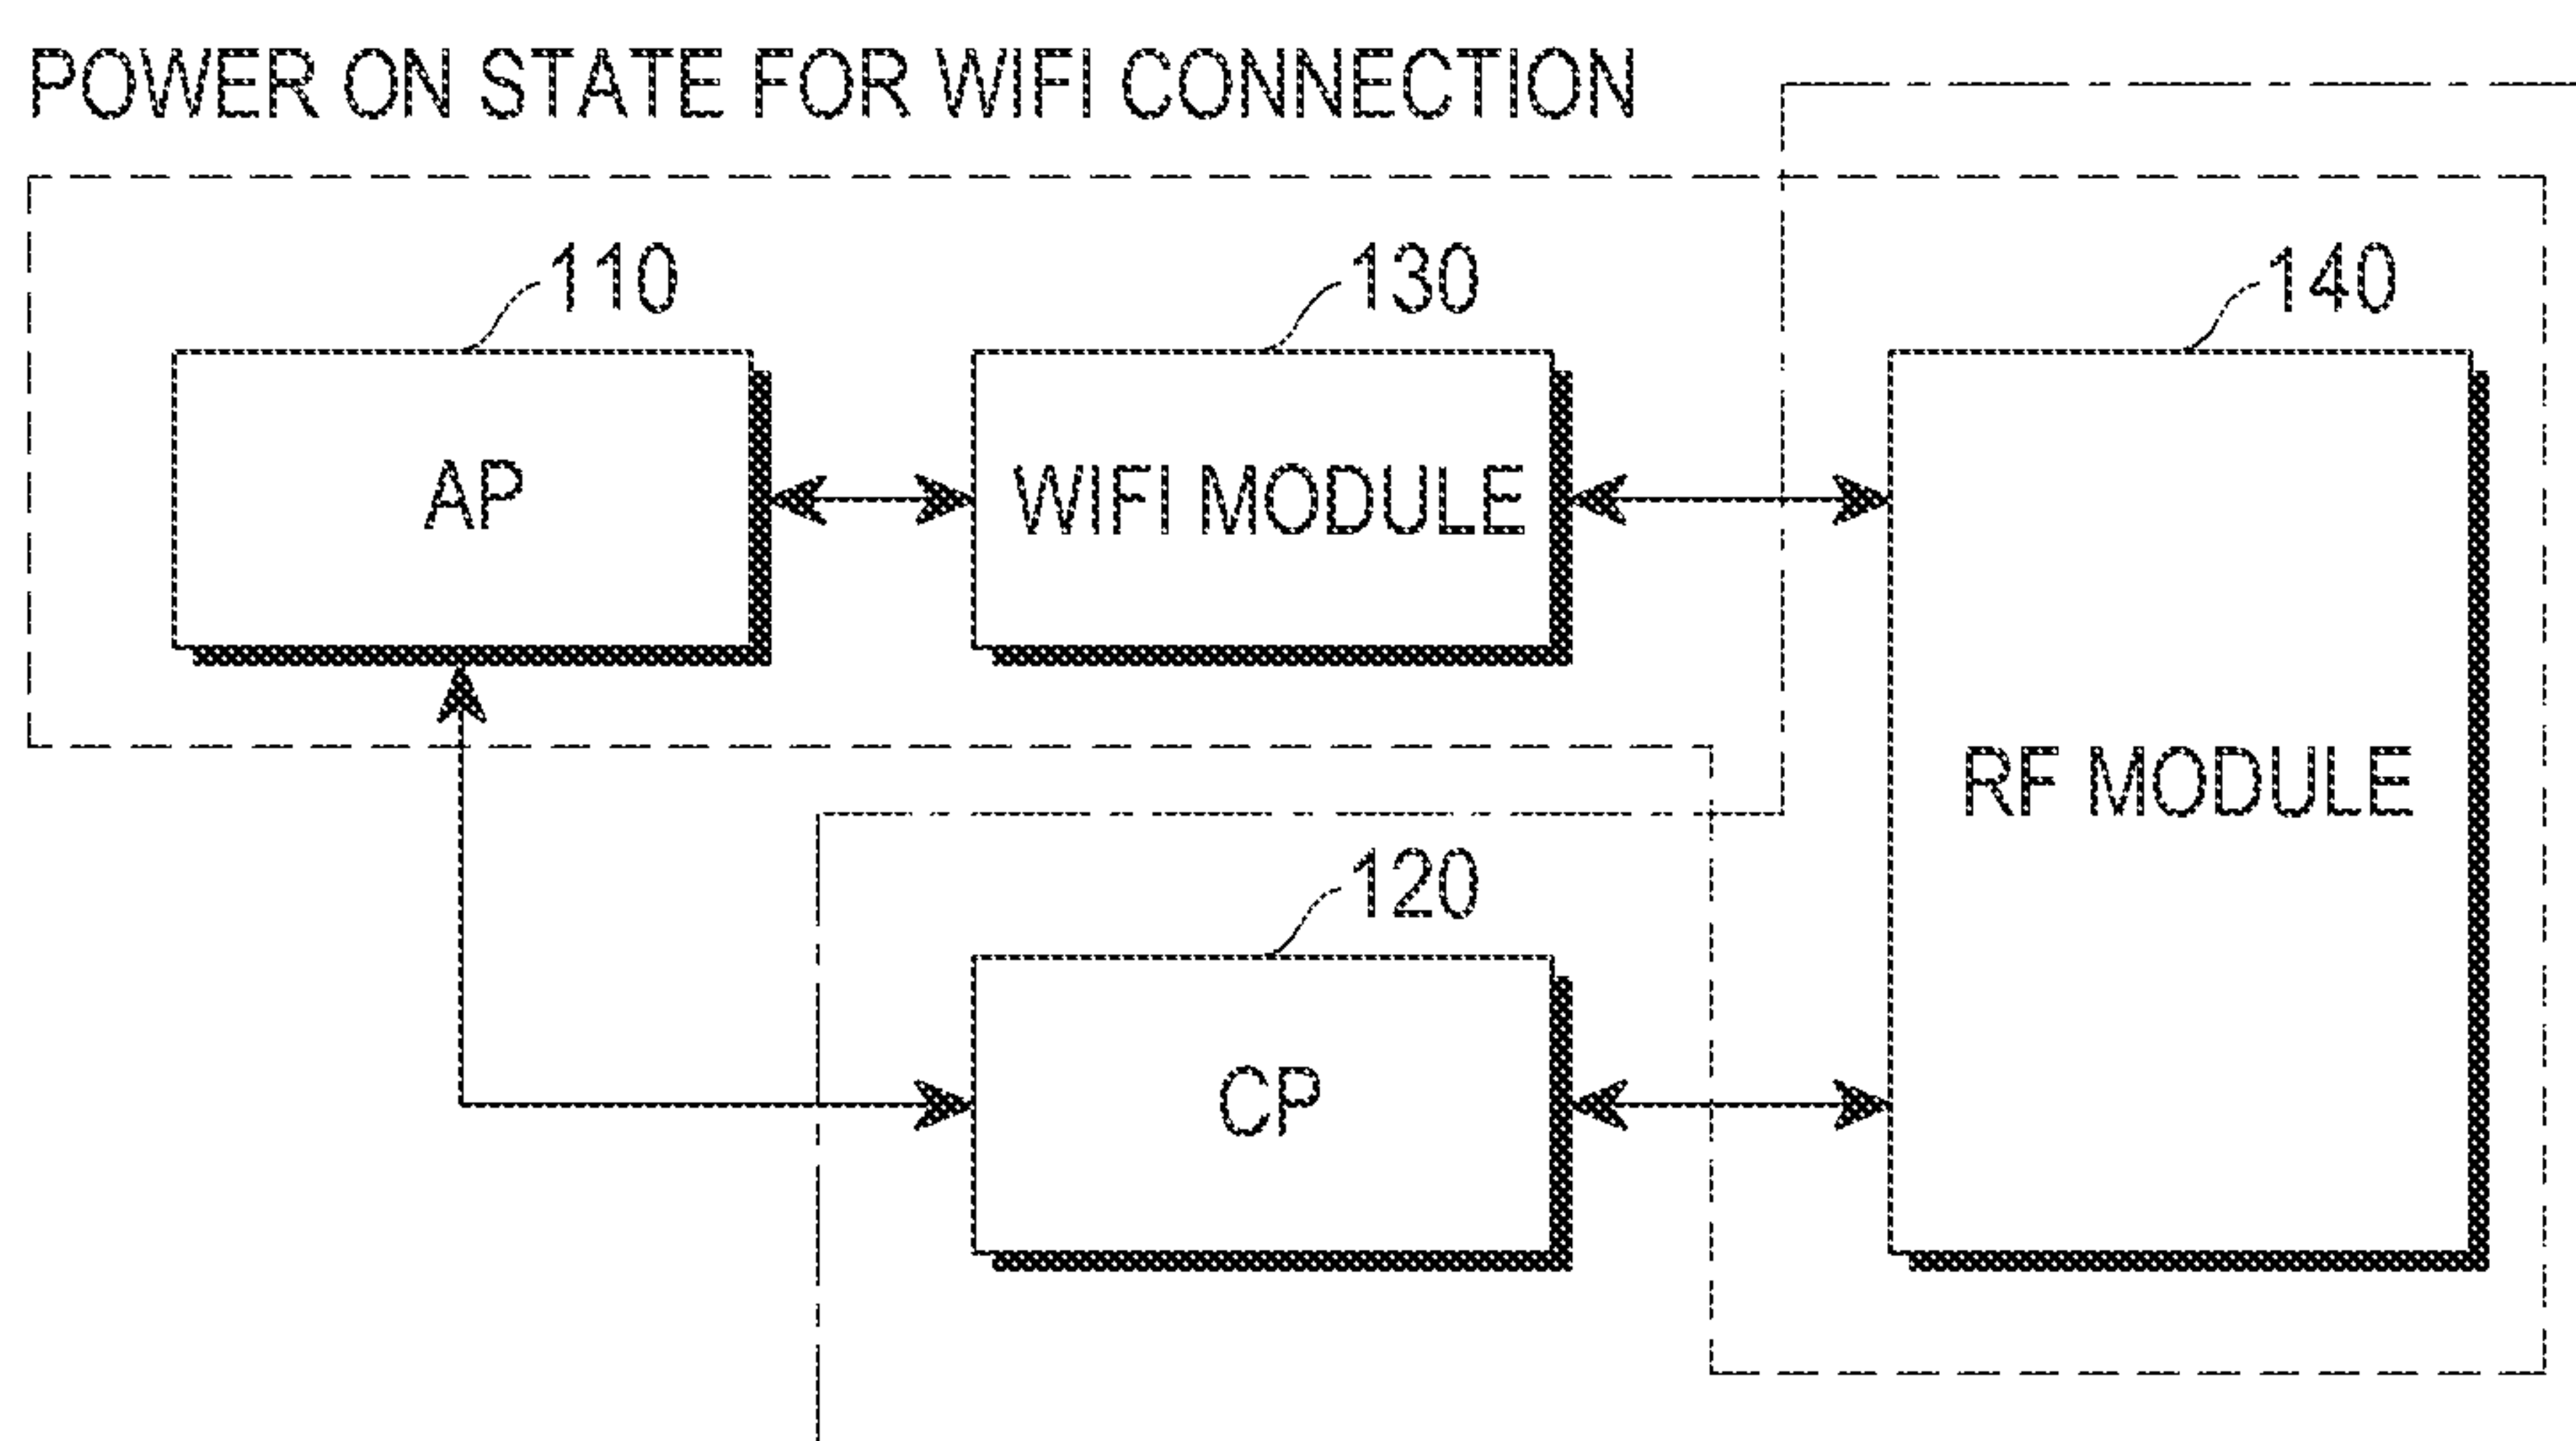 POWER ON STATE FOR WIFI CONNECTION
110
130
140
AP
WIFI MODULE
RF MODULE
120
CP